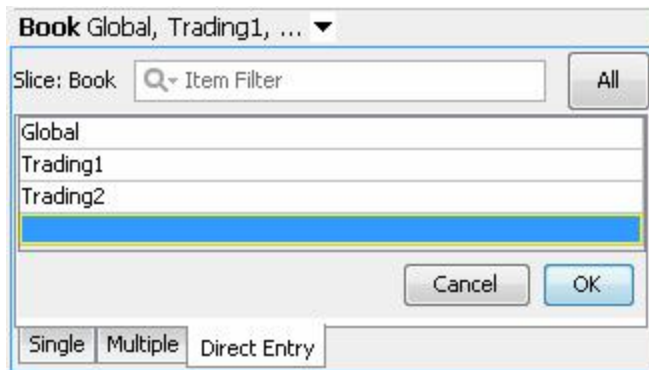 Book Global, Trading1, ...
Slice: Book Item Filter All
Global
Trading1
Trading2
Cancel OK
Single Multiple Direct Entry